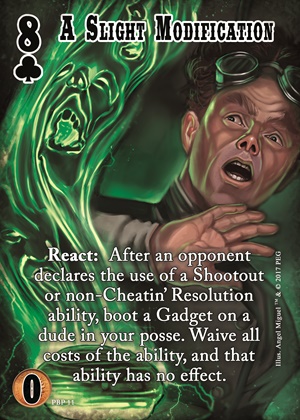 8
A Slight Modification
React: After an opponent
declares the use of a Shootout
or non-Cheatin' Resolution
ability, boot a Gadget on a
dude in your posse. Waive all
costs of the ability, and that
ability has no effect.
0
PBP-11
Illus. Angel Miguel ™ & © 2017 PEG